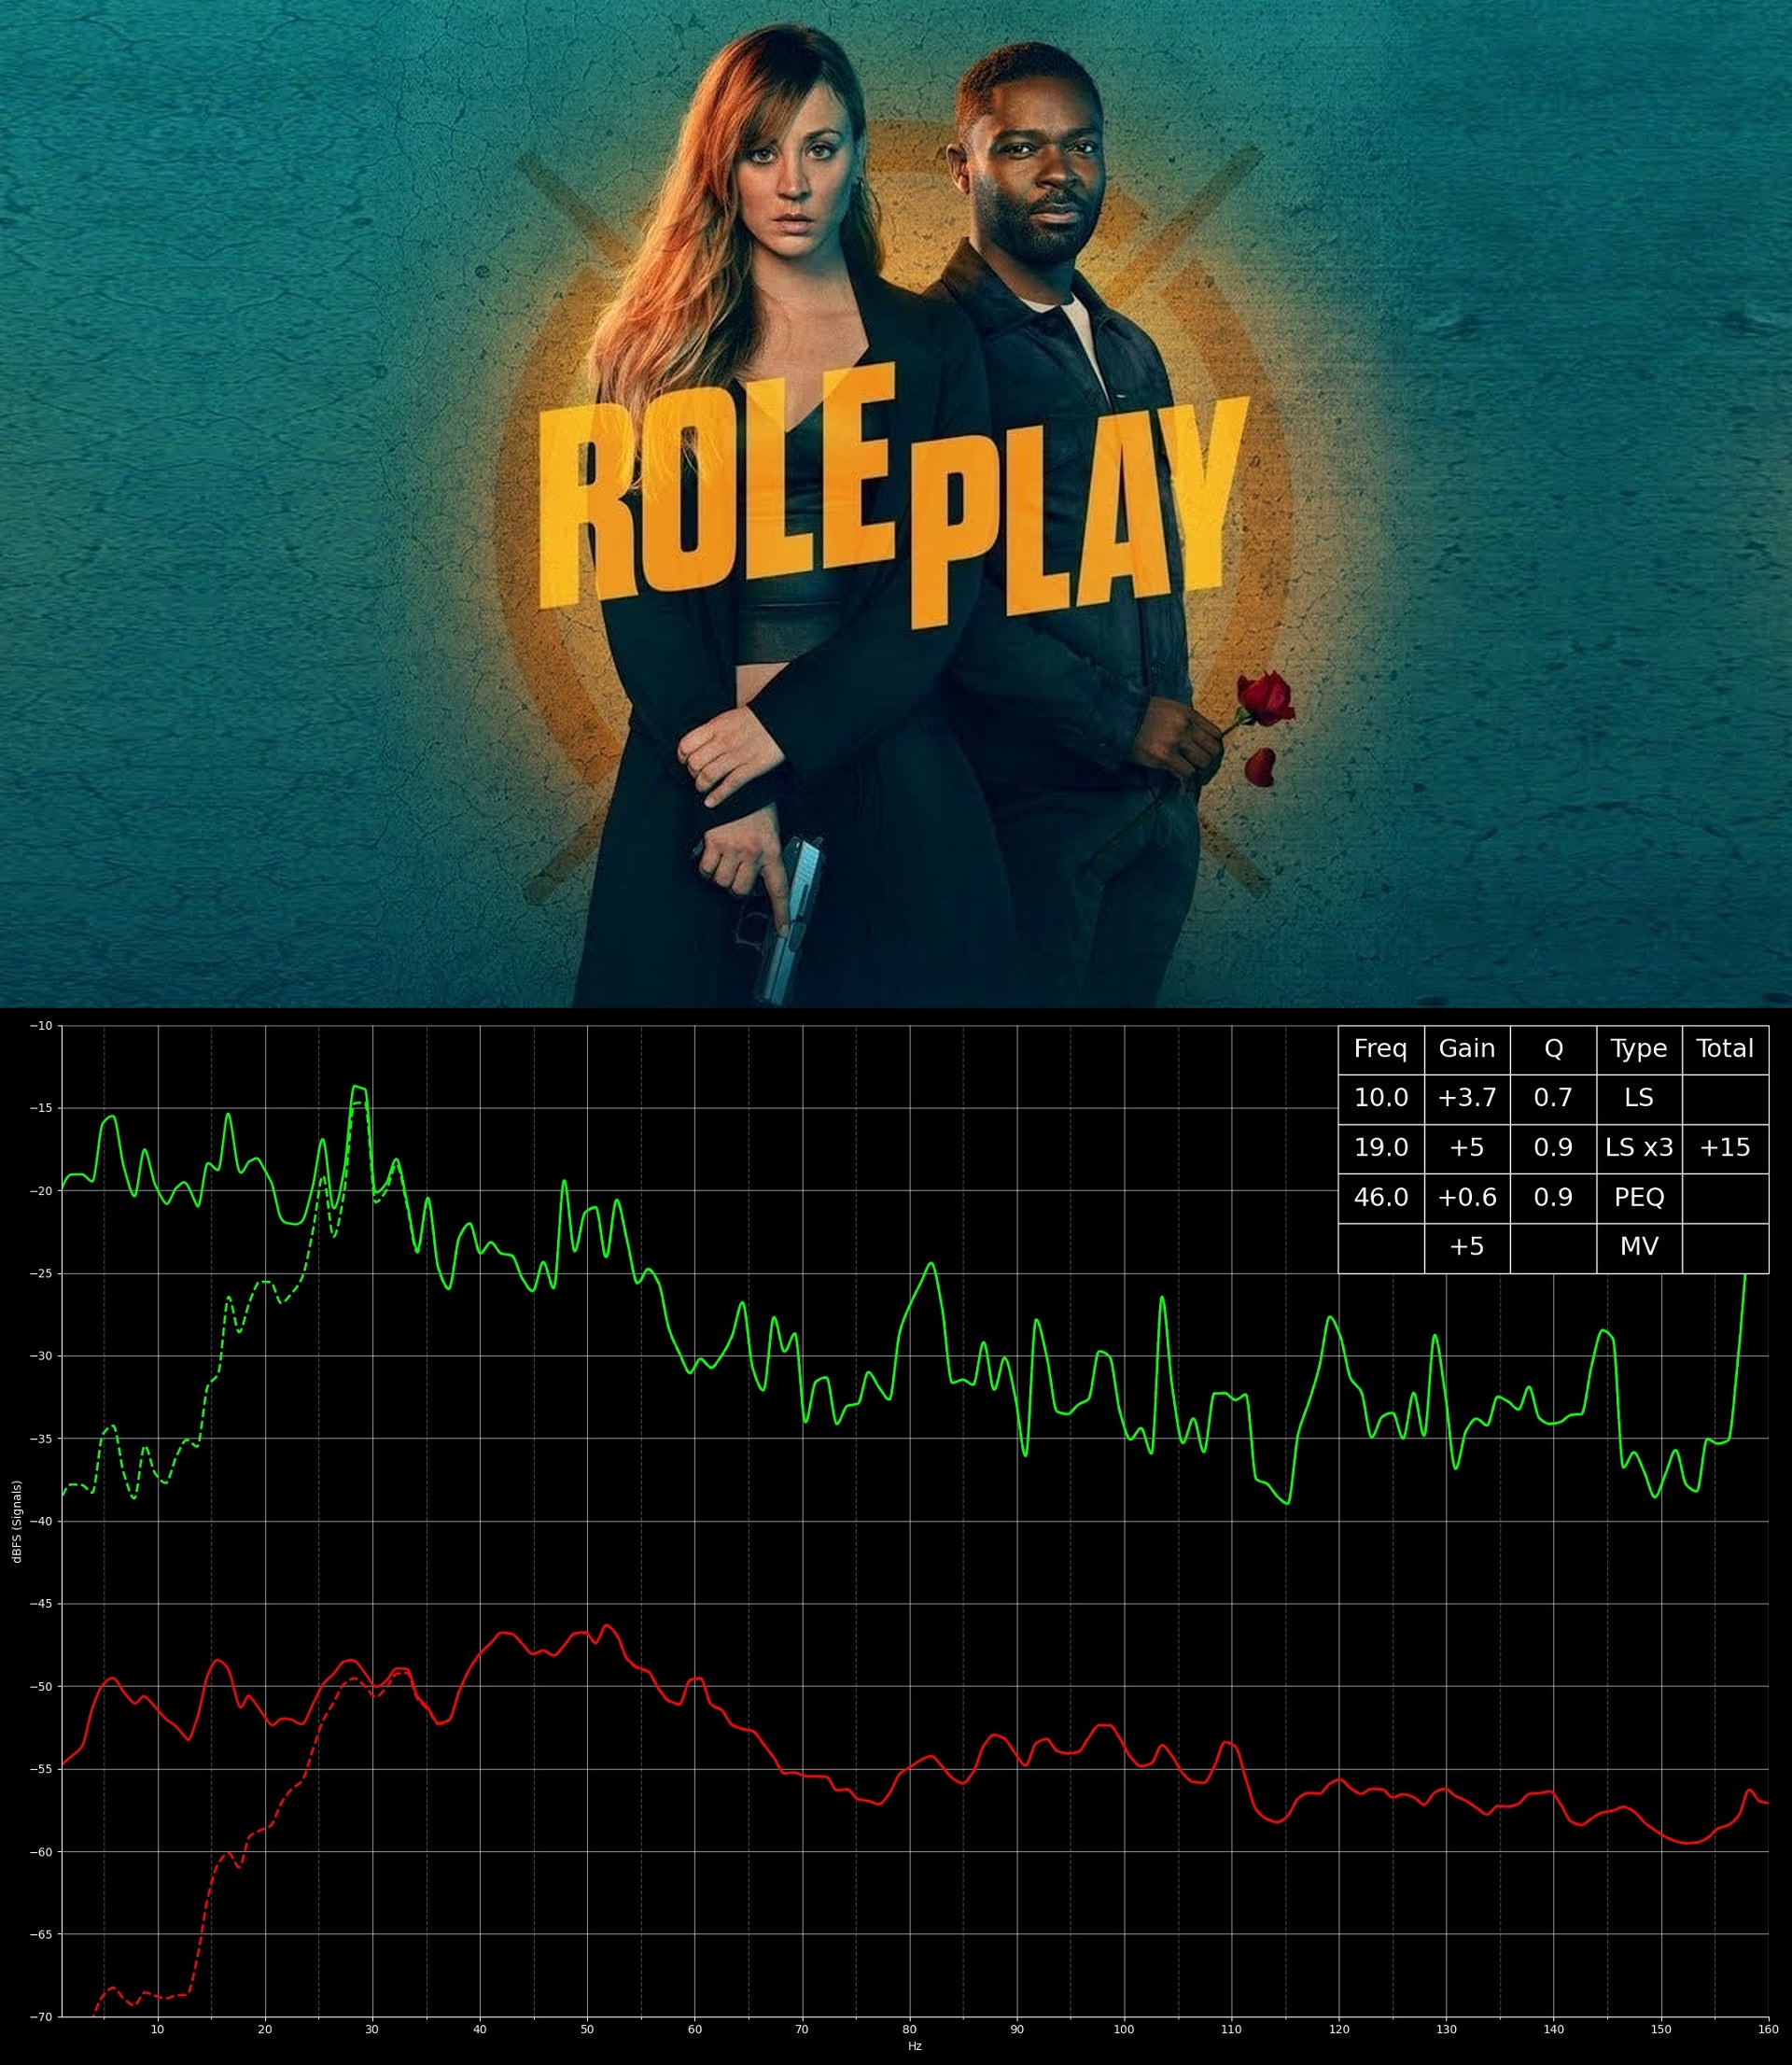 ROLE PLAY
Freq Gain Q Type Total
10.0 +3.7 0.7 LS
19.0 +5 0.9 LS x3 +15
46.0 +0.6 0.9 PEQ
+5 MV
−10
−15
−20
−25
−30
−35
−40
−45
−50
−55
−60
−65
−70
dBFS (Signals)
10 20 30 40 50 60 70 80 90 100 110 120 130 140 150 160
Hz